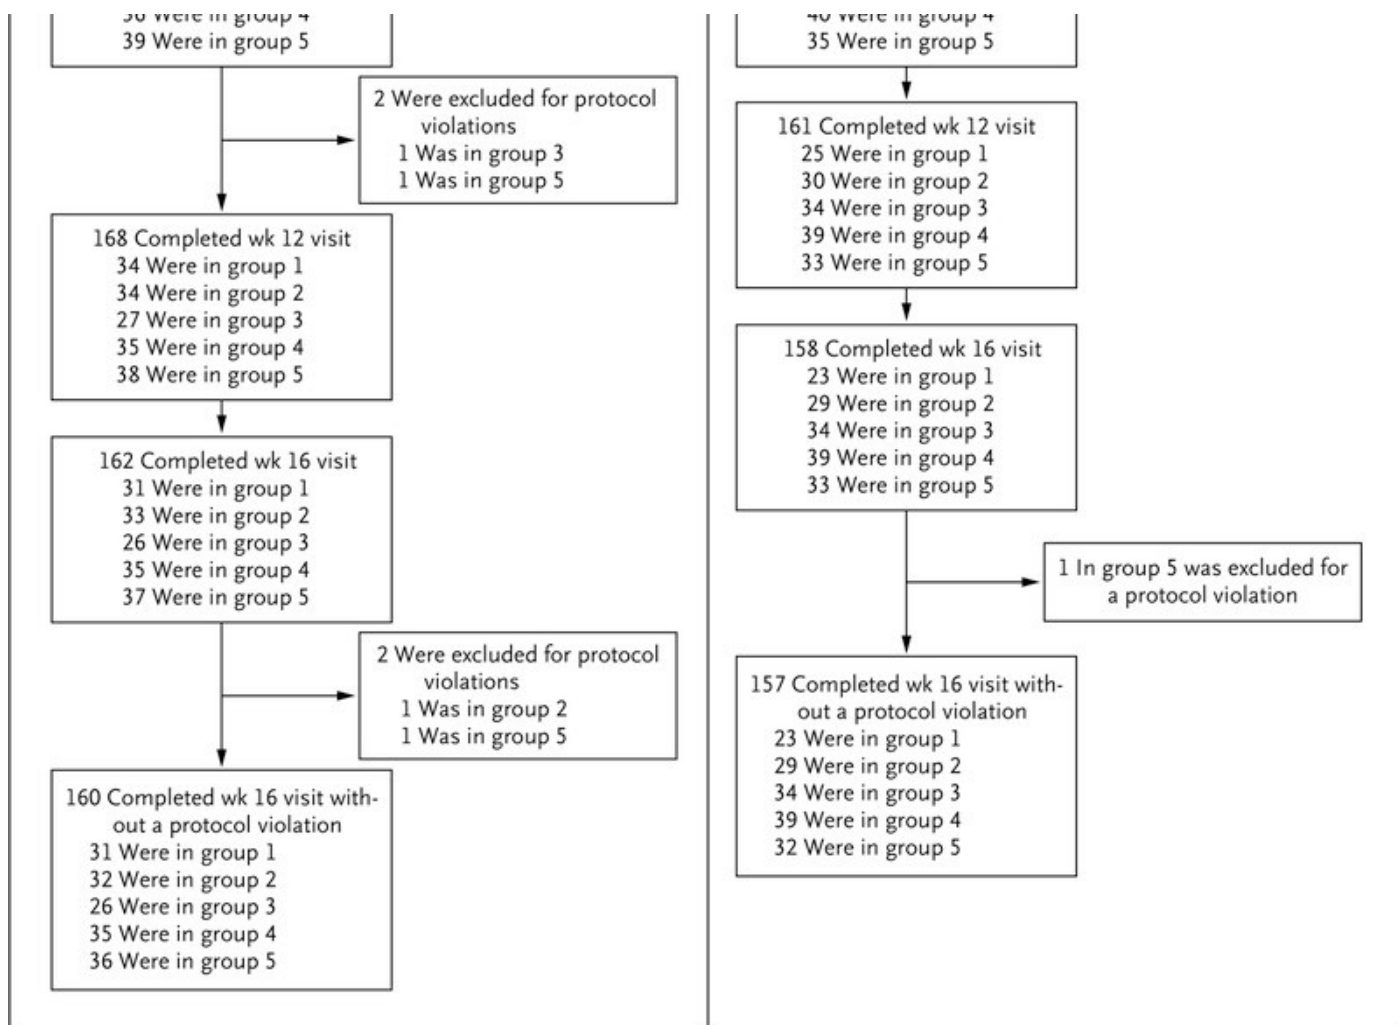 36 Were in group 4
39 Were in group 5
2 Were excluded for protocol
violations
1 Was in group 3
1 Was in group 5
168 Completed wk 12 visit
34 Were in group 1
34 Were in group 2
27 Were in group 3
35 Were in group 4
38 Were in group 5
162 Completed wk 16 visit
31 Were in group 1
33 Were in group 2
26 Were in group 3
35 Were in group 4
37 Were in group 5
2 Were excluded for protocol
violations
1 Was in group 2
1 Was in group 5
160 Completed wk 16 visit with-
out a protocol violation
31 Were in group 1
32 Were in group 2
26 Were in group 3
35 Were in group 4
36 Were in group 5
40 Were in group 4
35 Were in group 5
161 Completed wk 12 visit
25 Were in group 1
30 Were in group 2
34 Were in group 3
39 Were in group 4
33 Were in group 5
158 Completed wk 16 visit
23 Were in group 1
29 Were in group 2
34 Were in group 3
39 Were in group 4
33 Were in group 5
1 In group 5 was excluded for
a protocol violation
157 Completed wk 16 visit with-
out a protocol violation
23 Were in group 1
29 Were in group 2
34 Were in group 3
39 Were in group 4
32 Were in group 5